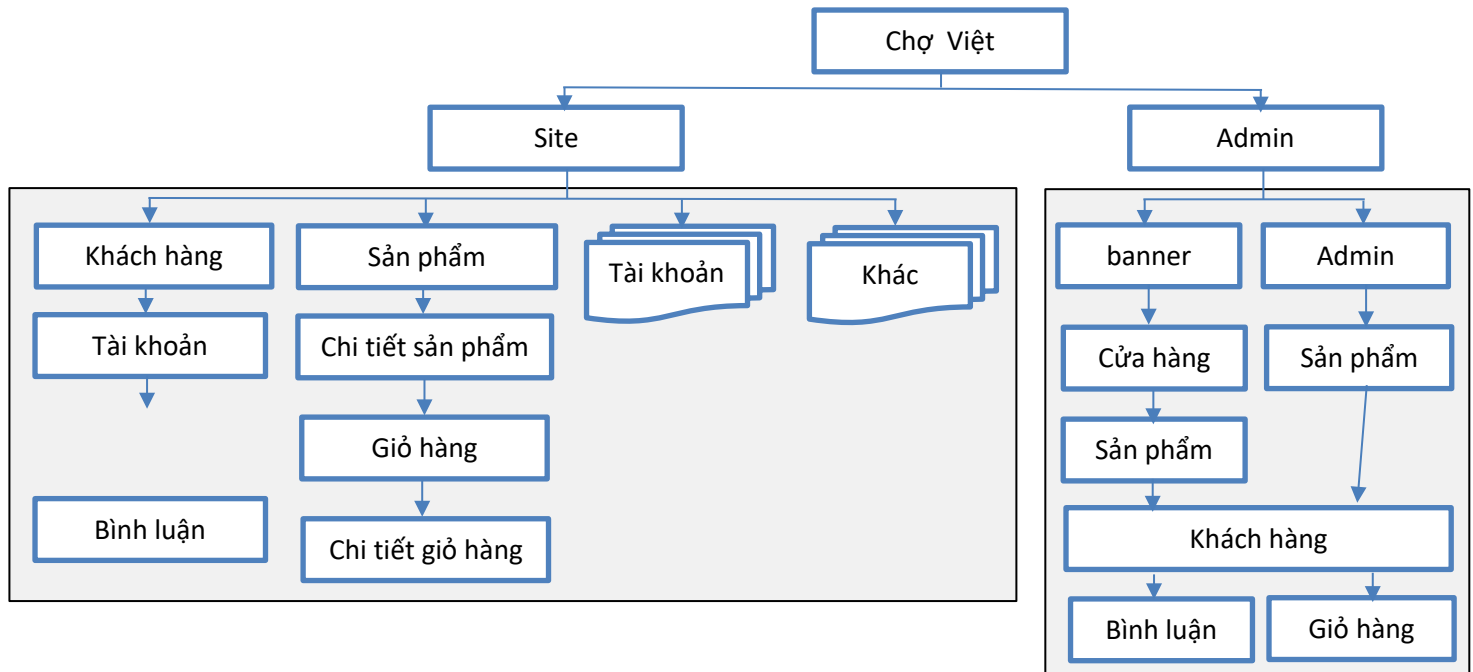 Chợ Việt
Site
Admin
Khách hàng
Sản phẩm
Tài khoản
Khác
banner
Admin
Tài khoản
Chi tiết sản phẩm
Cửa hàng
Sản phẩm
Giỏ hàng
Sản phẩm
Bình luận
Chi tiết giỏ hàng
Khách hàng
Bình luận
Giỏ hàng